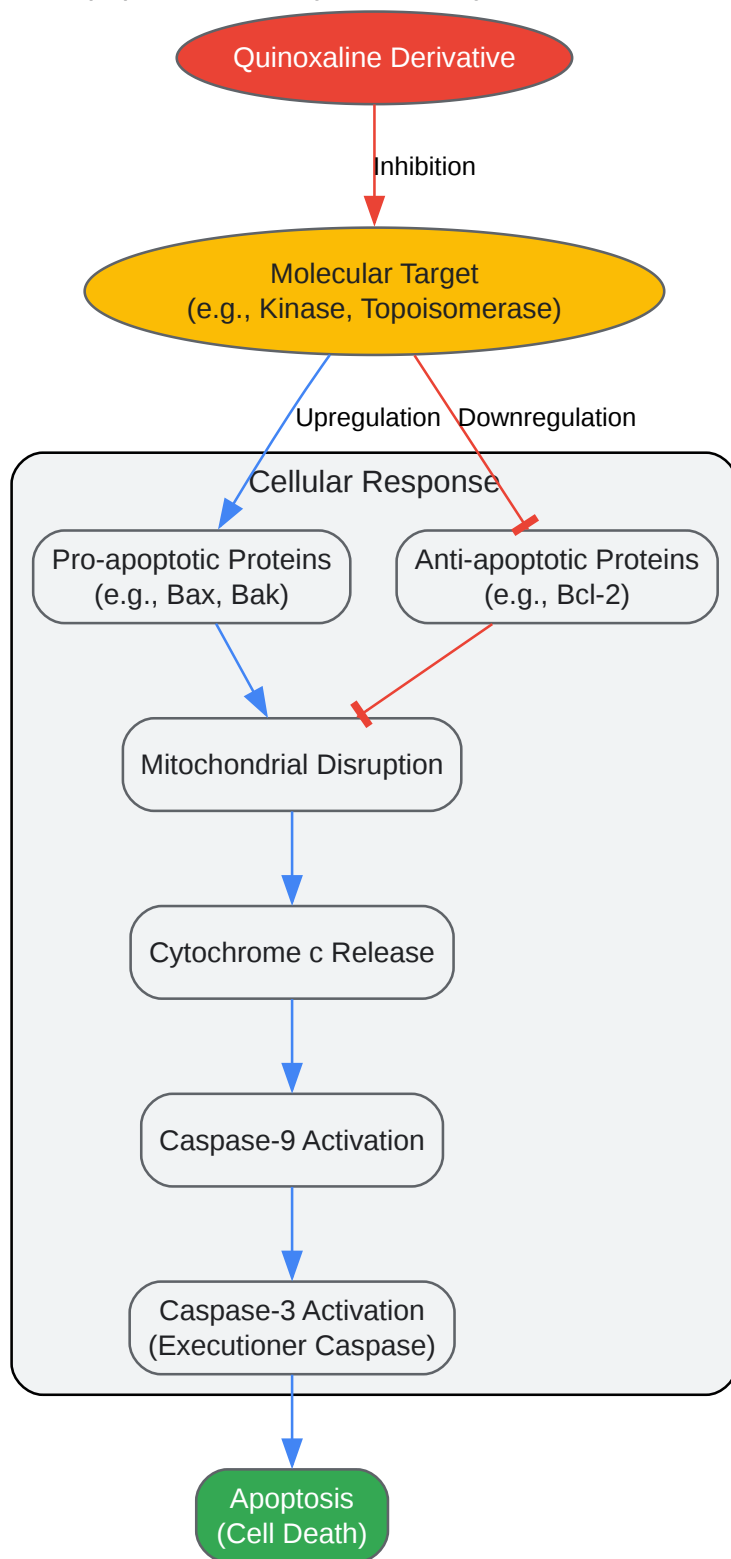 Quinoxaline Derivative
Inhibition
Molecular Target
(e.g., Kinase, Topoisomerase)
Upregulation
Downregulation
Cellular Response
Pro-apoptotic Proteins
(e.g., Bax, Bak)
Anti-apoptotic Proteins
(e.g., Bcl-2)
Mitochondrial Disruption
Cytochrome c Release
Caspase-9 Activation
Caspase-3 Activation
(Executioner Caspase)
Apoptosis
(Cell Death)